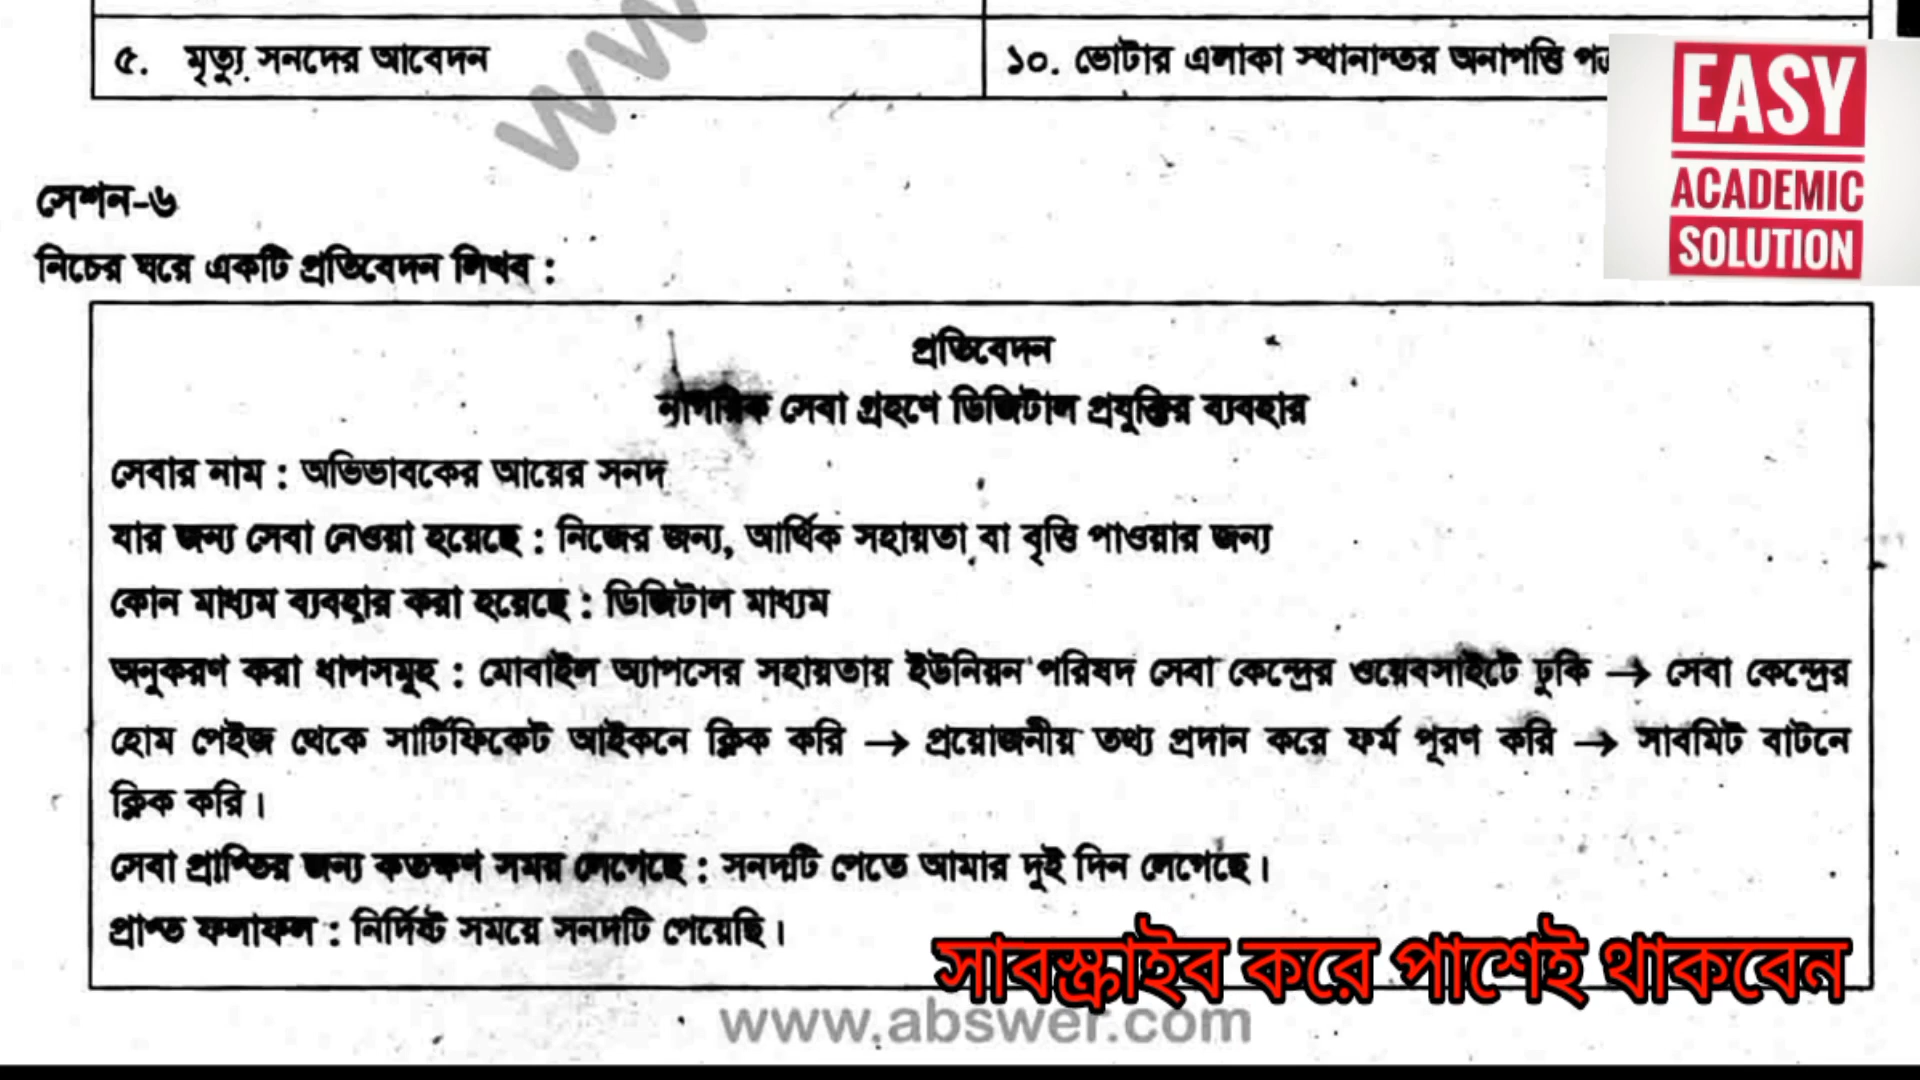 ৫. মৃত্যু সনদের আবেদন
১০. ভোটার এলাকা স্থানান্তর অনাপত্তি
EASY
ACADEMIC
SOLUTION
সেশন-৬
নিচের ঘরে একটি প্রতিবেদন লিখব :
প্রতিবেদন
নাগরিক সেবা গ্রহণে ডিজিটাল প্রযুক্তির ব্যবহার
সেবার নাম : অভিভাবকের আয়ের সনদ
যার জন্য সেবা নেওয়া হয়েছে : নিজের জন্য, আর্থিক সহায়তা বা বৃত্তি পাওয়ার জন্য
কোন মাধ্যম ব্যবহার করা হয়েছে : ডিজিটাল মাধ্যম
অনুকরণ করা ধাপসমূহ : মোবাইল অ্যাপসের সহায়তায় ইউনিয়ন পরিষদ সেবা কেন্দ্রের ওয়েবসাইটে ঢুকি → সেবা কেন্দ্রের
হোম পেইজ থেকে সার্টিফিকেট আইকনে ক্লিক করি → প্রয়োজনীয় তথ্য প্রদান করে ফর্ম পূরণ করি → সাবমিট বাটনে
ক্লিক করি।
সেবা প্রাপ্তির জন্য কতক্ষণ সময় লেগেছে : সনদটি পেতে আমার দুই দিন লেগেছে।
প্রাপ্ত ফলাফল : নির্দিষ্ট সময়ে সনদটি পেয়েছি।
সাবস্ক্রাইব করে পাশেই থাকবেন
www.abswer.com